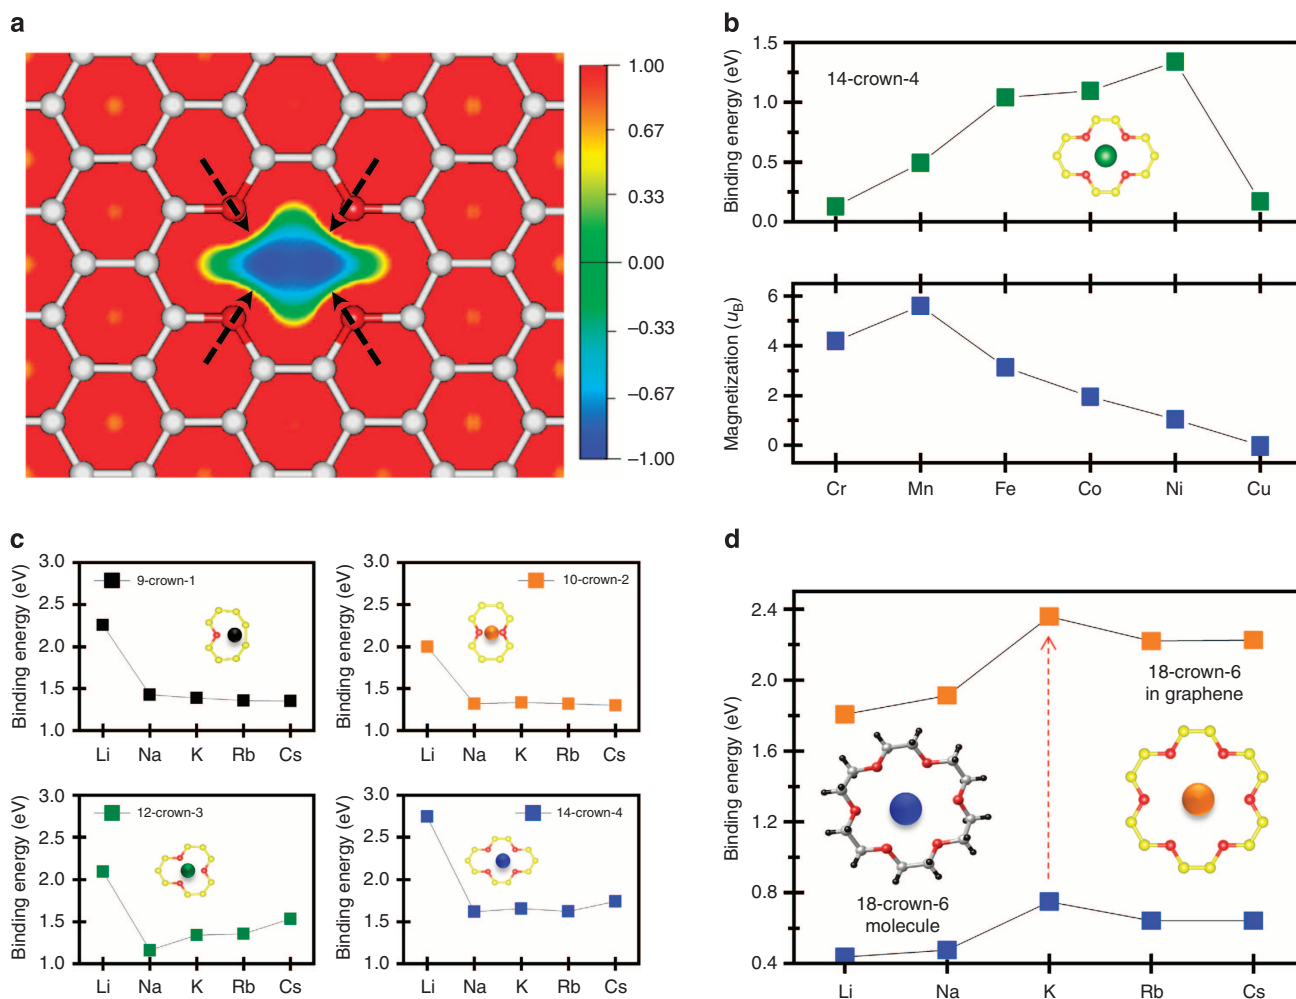 a
1.00
0.67
0.33
0.00
−0.33
−0.67
−1.00
b
Binding energy (eV)
1.5
1.0
0.5
0.0
14-crown-4
Magnetization (uB)
6
4
2
0
Cr Mn Fe Co Ni Cu
c
Binding energy (eV)
3.0
2.5
2.0
1.5
1.0
9-crown-1
Li Na K Rb Cs
Binding energy (eV)
3.0
2.5
2.0
1.5
1.0
10-crown-2
Li Na K Rb Cs
Binding energy (eV)
3.0
2.5
2.0
1.5
1.0
12-crown-3
Li Na K Rb Cs
Binding energy (eV)
3.0
2.5
2.0
1.5
1.0
14-crown-4
Li Na K Rb Cs
d
Binding energy (eV)
2.4
2.0
1.6
1.2
0.8
0.4
18-crown-6
in graphene
18-crown-6
molecule
Li Na K Rb Cs